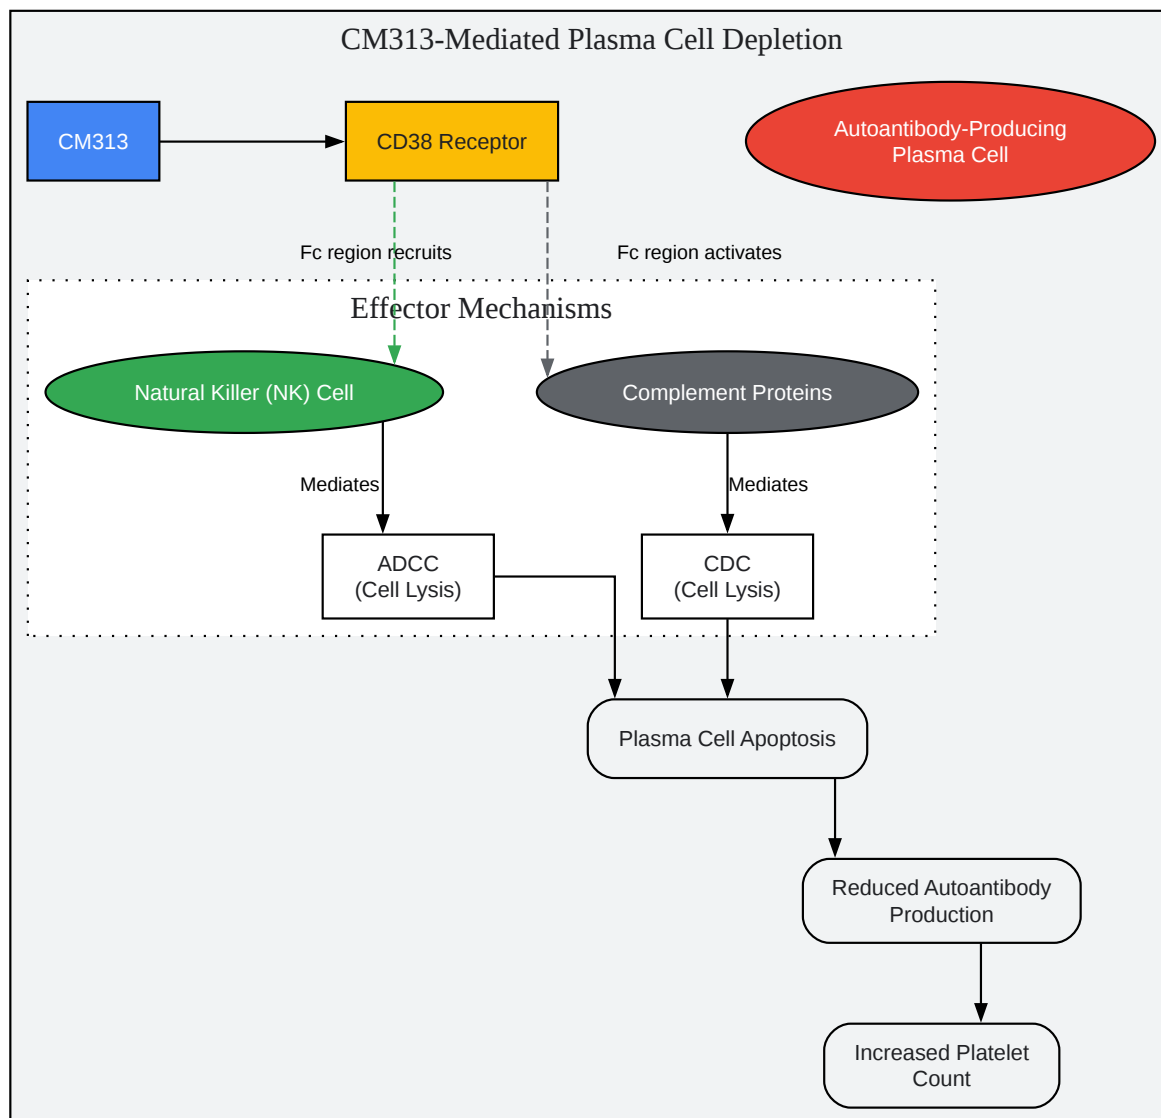 CM313-Mediated Plasma Cell Depletion
CM313
CD38 Receptor
Autoantibody-Producing
Plasma Cell
Fc region recruits
Fc region activates
Effector Mechanisms
Natural Killer (NK) Cell
Complement Proteins
Mediates
Mediates
ADCC
(Cell Lysis)
CDC
(Cell Lysis)
Plasma Cell Apoptosis
Reduced Autoantibody
Production
Increased Platelet
Count